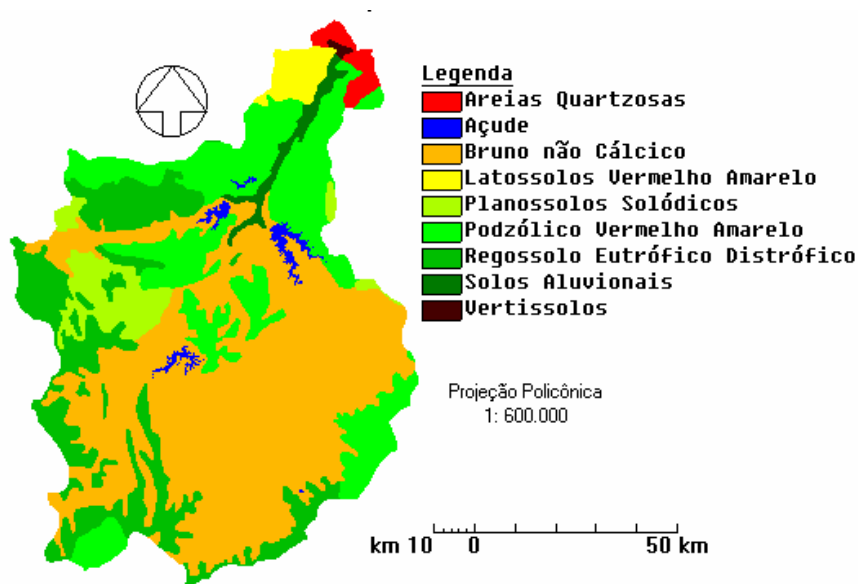 Legenda
Areias Quartzosas
Açude
Bruno não Cálcico
Latossolos Vermelho Amarelo
Planossolos Solódicos
Podzólico Vermelho Amarelo
Regossolo Eutrófico Distrófico
Solos Aluvionais
Vertissolos
Projeção Policônica
1: 600.000
km 10 0 50 km